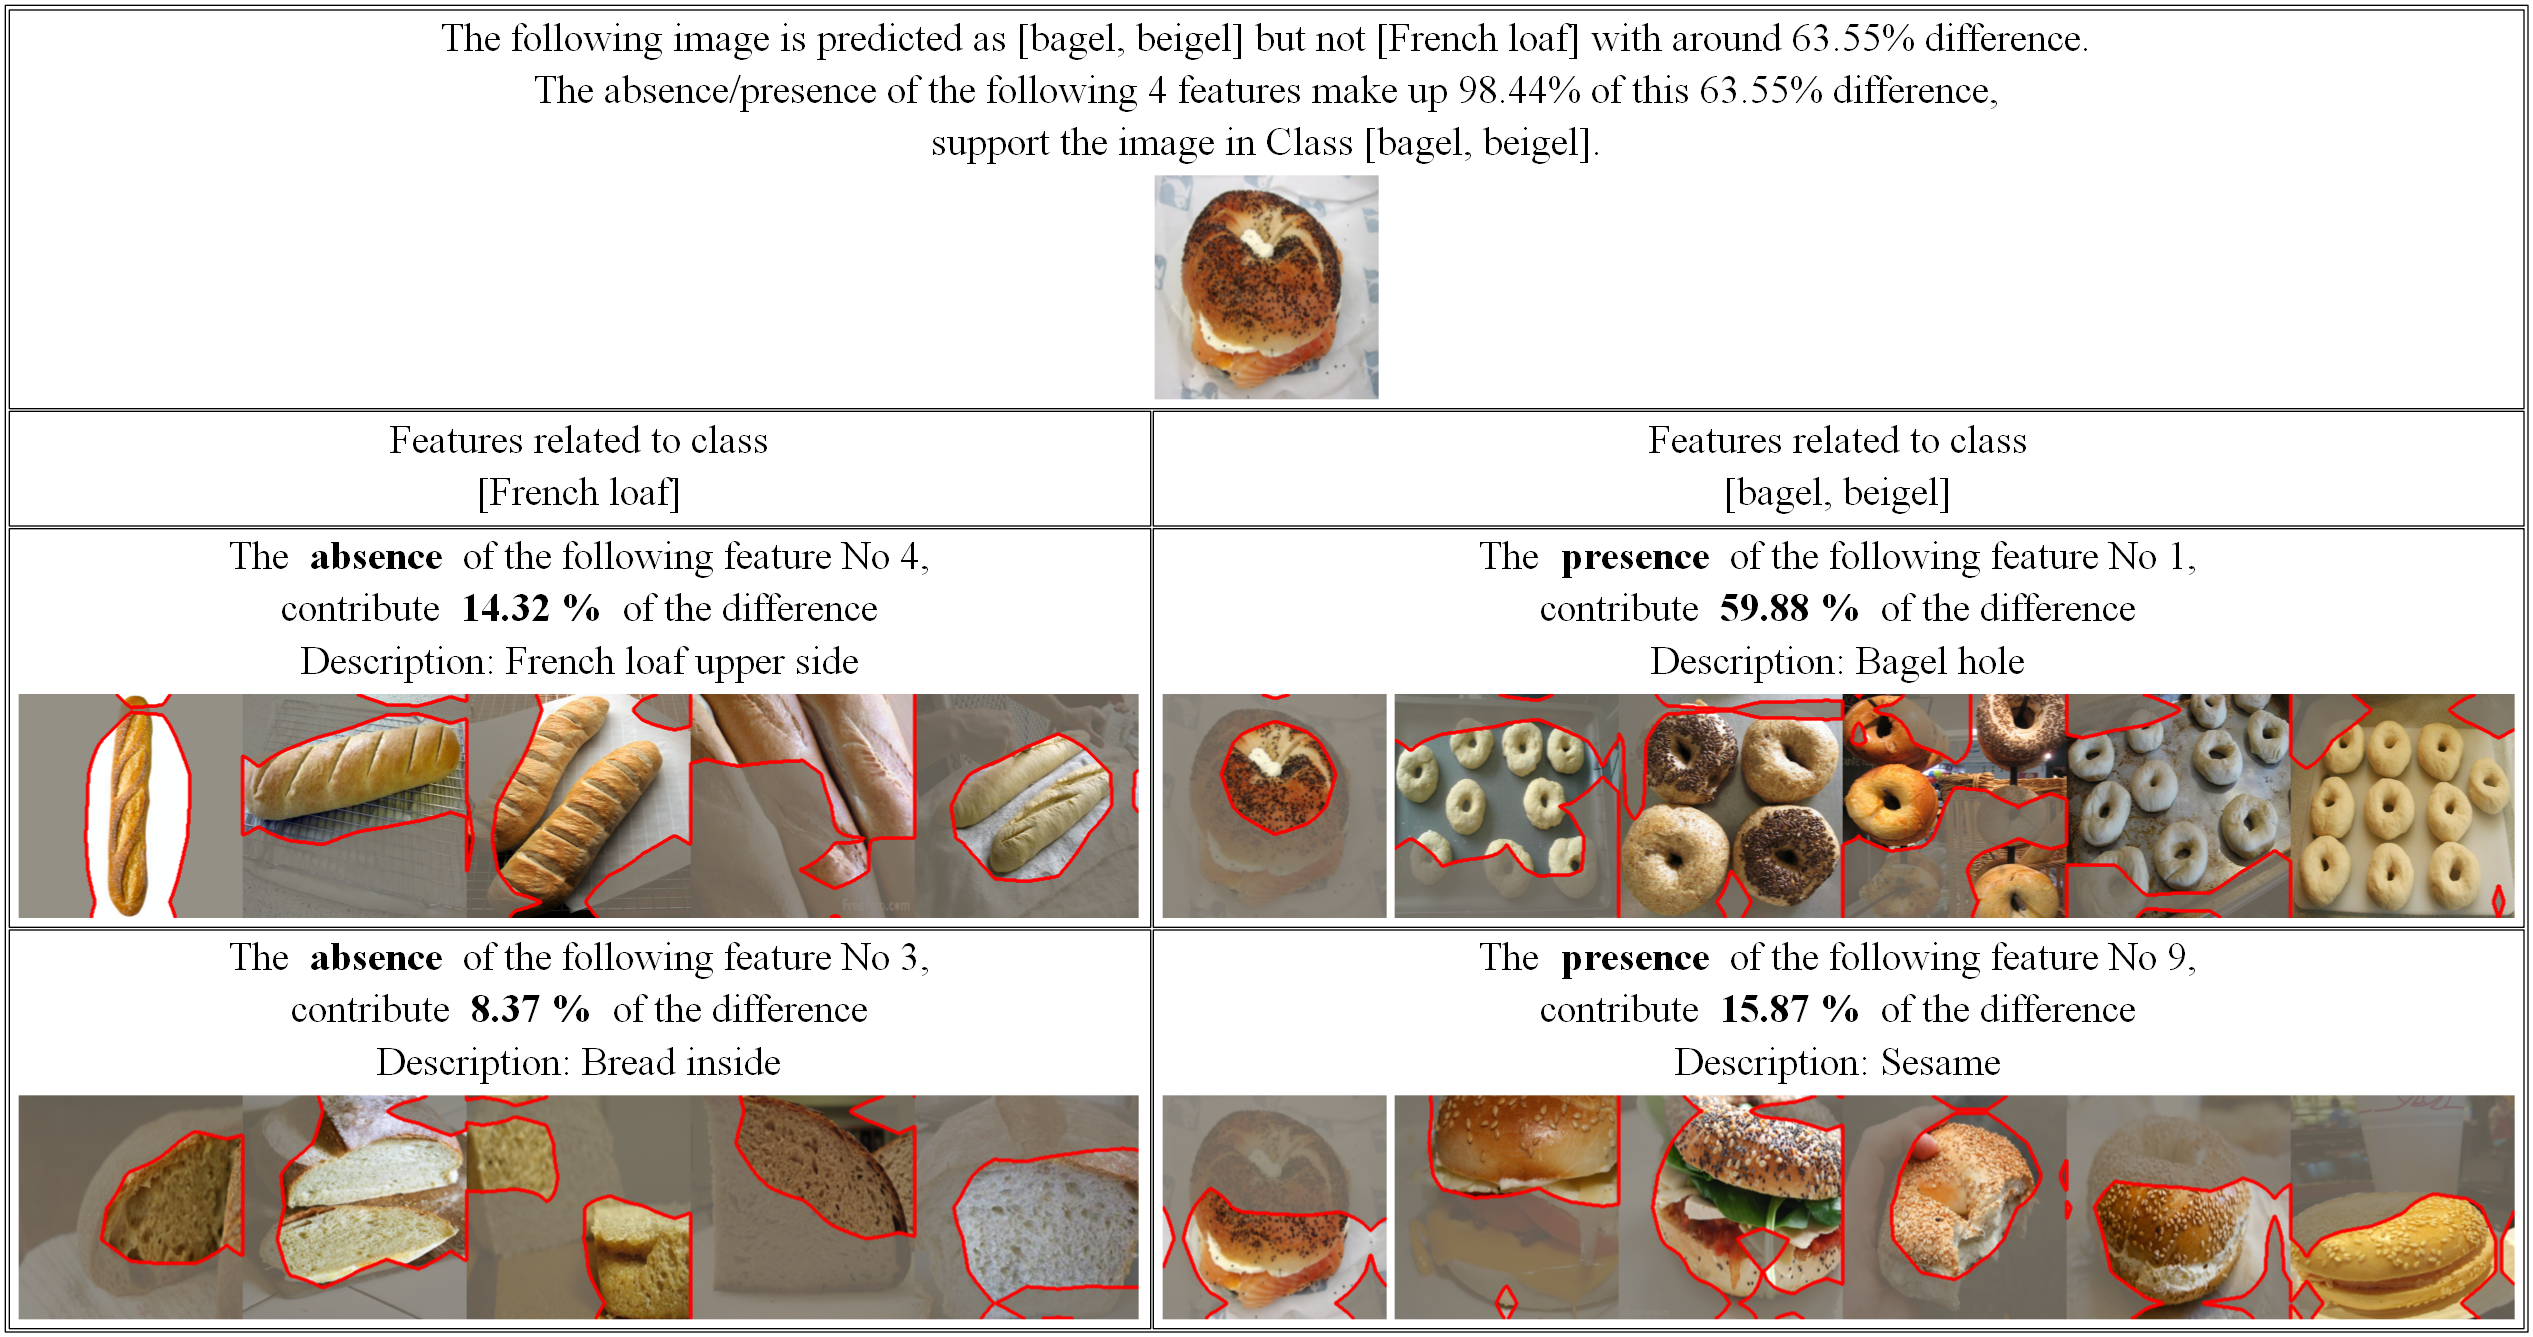 The following image is predicted as [bagel, beigel] but not [French loaf] with around 63.55% difference.
The absence/presence of the following 4 features make up 98.44% of this 63.55% difference,
support the image in Class [bagel, beigel].
Features related to class
[French loaf]
Features related to class
[bagel, beigel]
The absence of the following feature No 4,
contribute 14.32 % of the difference
Description: French loaf upper side
The presence of the following feature No 1,
contribute 59.88 % of the difference
Description: Bagel hole
The absence of the following feature No 3,
contribute 8.37 % of the difference
Description: Bread inside
The presence of the following feature No 9,
contribute 15.87 % of the difference
Description: Sesame